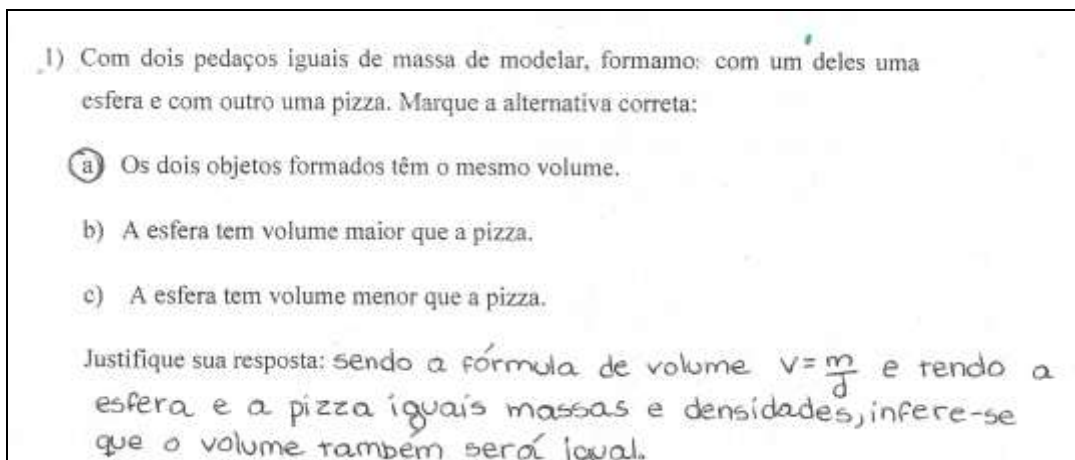 1) Com dois pedaços iguais de massa de modelar, formamo: com um deles uma
esfera e com outro uma pizza. Marque a alternativa correta:
a) Os dois objetos formados têm o mesmo volume.
b) A esfera tem volume maior que a pizza.
c) A esfera tem volume menor que a pizza.
Justifique sua resposta: sendo a fórmula de volume v = m/d e tendo a
esfera e a pizza iguais massas e densidades, infere-se
que o volume também será igual.